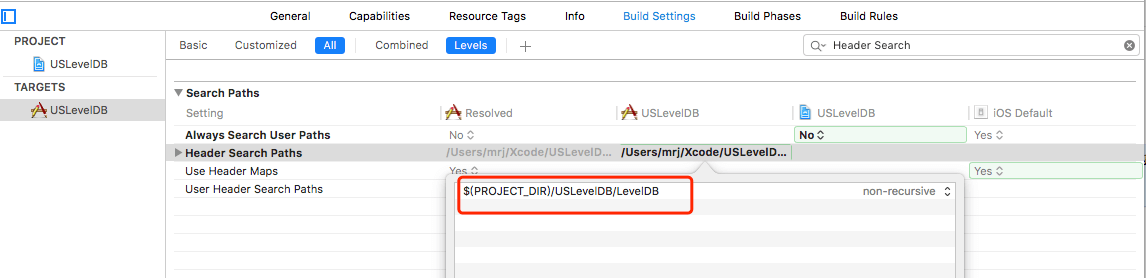 General Capabilities Resource Tags Info Build Settings Build Phases Build Rules
PROJECT
USLevelDB
TARGETS
USLevelDB
Basic Customized All Combined Levels + Header Search
Search Paths
Setting Resolved USLevelDB USLevelDB iOS Default
Always Search User Paths No No Yes
Header Search Paths /Users/mrj/Xcode/USLevelD... /Users/mrj/Xcode/USLevelD...
Use Header Maps Yes Yes
User Header Search Paths
$(PROJECT_DIR)/USLevelDB/LevelDB non-recursive